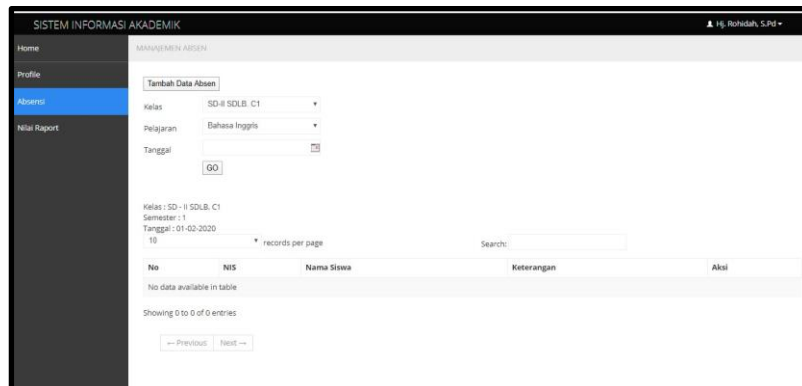 SISTEM INFORMASI AKADEMIK
Hj. Rohidah, S.Pd
Home
Profile
Absensi
Nilai Raport
MANAJEMEN ABSEN
Tambah Data Absen
Kelas SD-II SDLB. C1
Pelajaran Bahasa Inggris
Tanggal
GO
Kelas : SD - II SDLB. C1
Semester : 1
Tanggal : 01-02-2020
10 records per page Search:
No NIS Nama Siswa Keterangan Aksi
No data available in table
Showing 0 to 0 of 0 entries
← Previous Next →